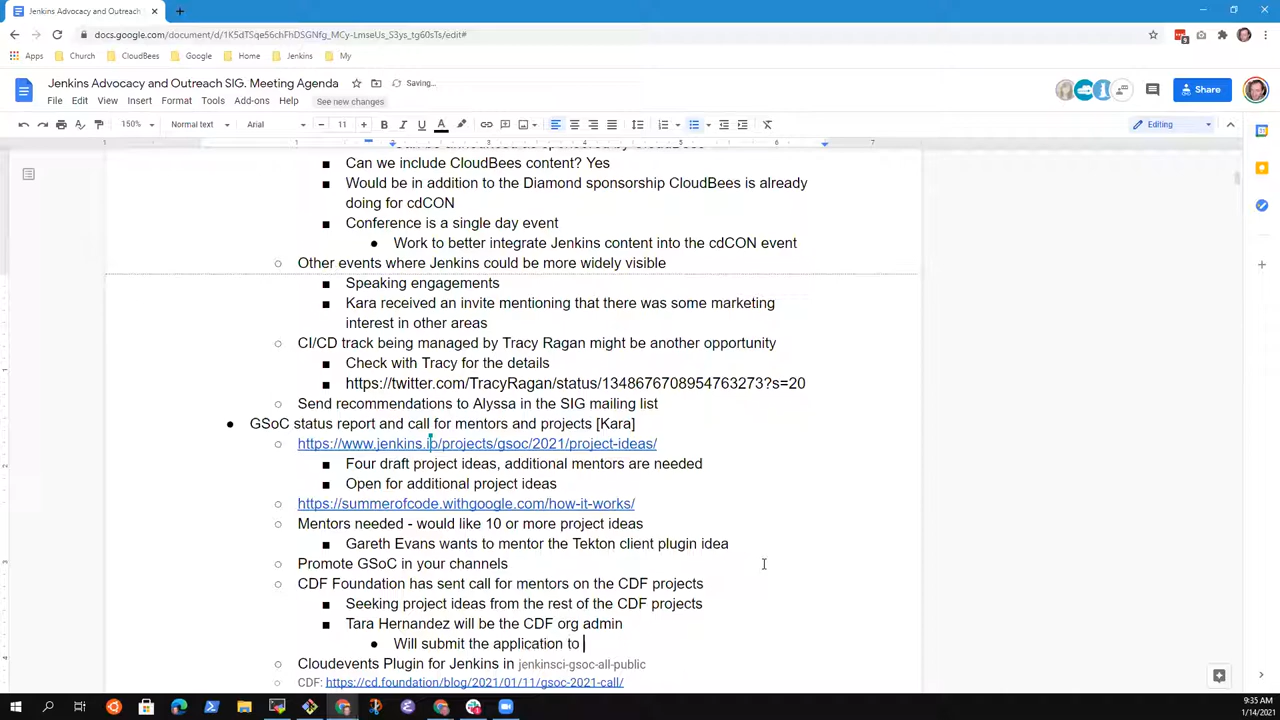 Jenkins Advocacy and Outreach
docs.google.com/document/d/1K5dTSqe56chFhDSGNfg_MCy-LmseUs_S3ys_tg60sTs/edit#
Apps Church CloudBees Google Home Jenkins My
Jenkins Advocacy and Outreach SIG. Meeting Agenda Saving...
File Edit View Insert Format Tools Add-ons Help See new changes
Share
150% Normal text Arial 11 Editing
Can we include CloudBees content? Yes
Would be in addition to the Diamond sponsorship CloudBees is already
doing for cdCON
Conference is a single day event
Work to better integrate Jenkins content into the cdCON event
Other events where Jenkins could be more widely visible
Speaking engagements
Kara received an invite mentioning that there was some marketing
interest in other areas
CI/CD track being managed by Tracy Ragan might be another opportunity
Check with Tracy for the details
https://twitter.com/TracyRagan/status/1348676708954763273?s=20
Send recommendations to Alyssa in the SIG mailing list
GSoC status report and call for mentors and projects [Kara]
https://www.jenkins.io/projects/gsoc/2021/project-ideas/
Four draft project ideas, additional mentors are needed
Open for additional project ideas
https://summerofcode.withgoogle.com/how-it-works/
Mentors needed - would like 10 or more project ideas
Gareth Evans wants to mentor the Tekton client plugin idea
Promote GSoC in your channels
CDF Foundation has sent call for mentors on the CDF projects
Seeking project ideas from the rest of the CDF projects
Tara Hernandez will be the CDF org admin
Will submit the application to
Cloudevents Plugin for Jenkins in jenkinsci-gsoc-all-public
CDF: https://cd.foundation/blog/2021/01/11/gsoc-2021-call/
9:35 AM
1/14/2021